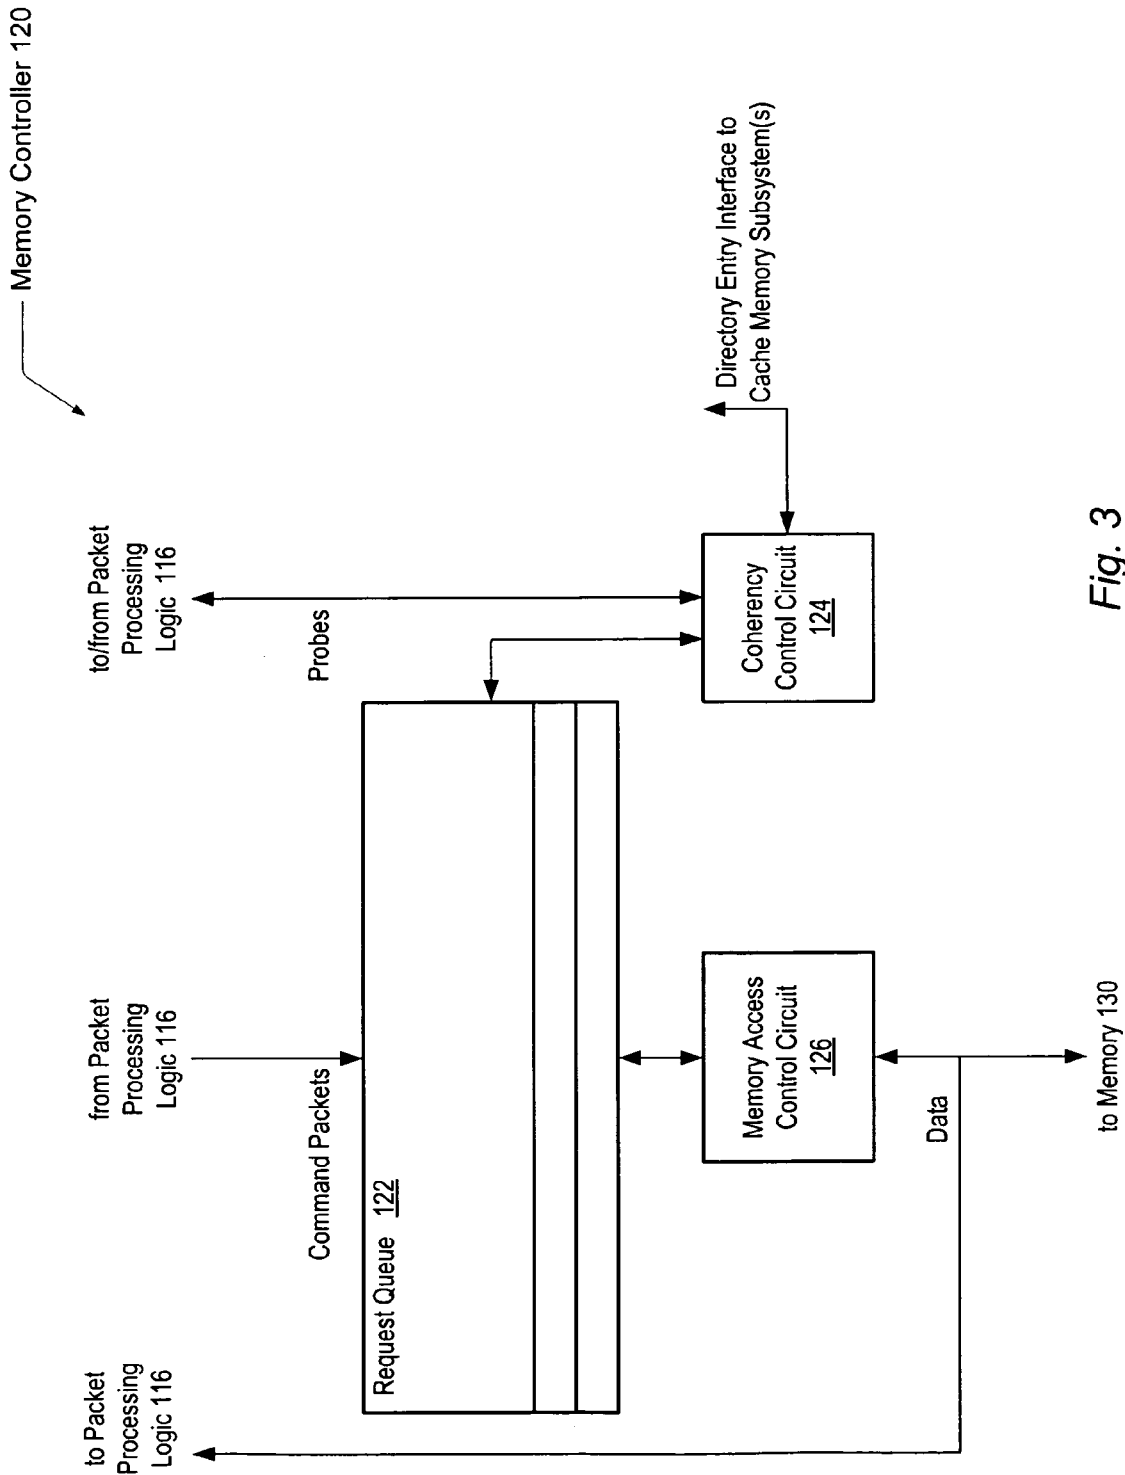 Memory Controller 120
to Packet
Processing
Logic 116
from Packet
Processing
Logic 116
to/from Packet
Processing
Logic 116
Command Packets
Probes
Request Queue 122
Directory Entry Interface to
Cache Memory Subsystem(s)
Memory Access
Control Circuit
126
Coherency
Control Circuit
124
Data
to Memory 130
Fig. 3